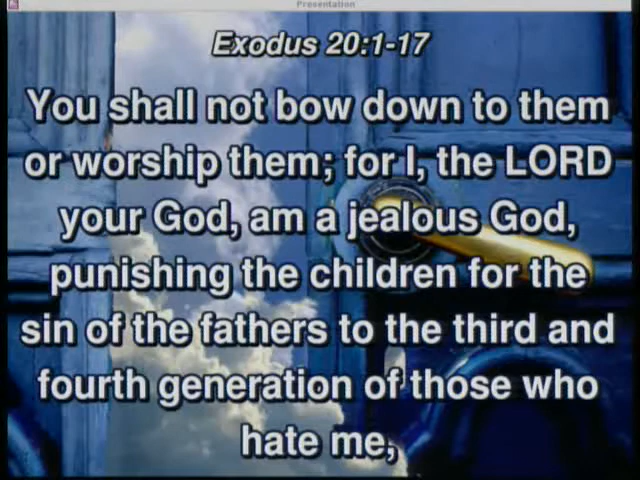 Presentation
Exodus 20:1-17
You shall not bow down to them
or worship them; for I, the LORD
your God, am a jealous God,
punishing the children for the
sin of the fathers to the third and
fourth generation of those who
hate me,